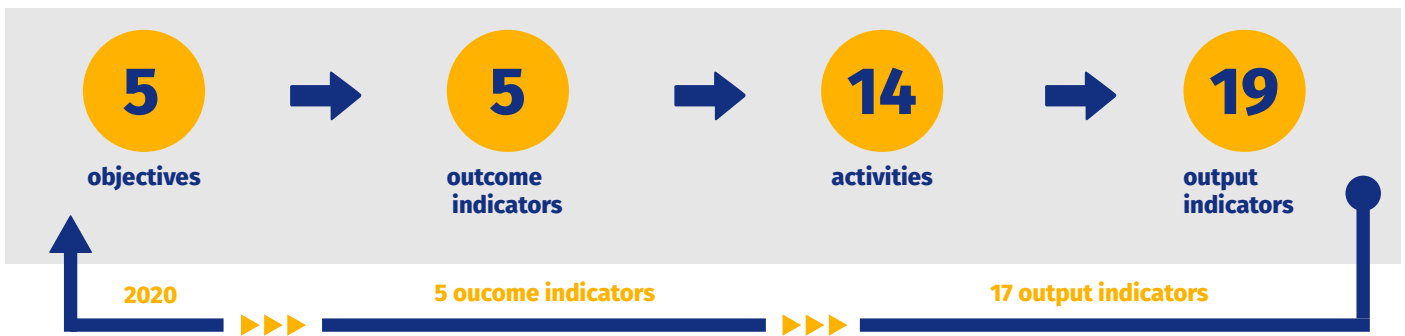 5
objectives
5
outcome
indicators
14
activities
19
output
indicators
2020
5 oucome indicators
17 output indicators